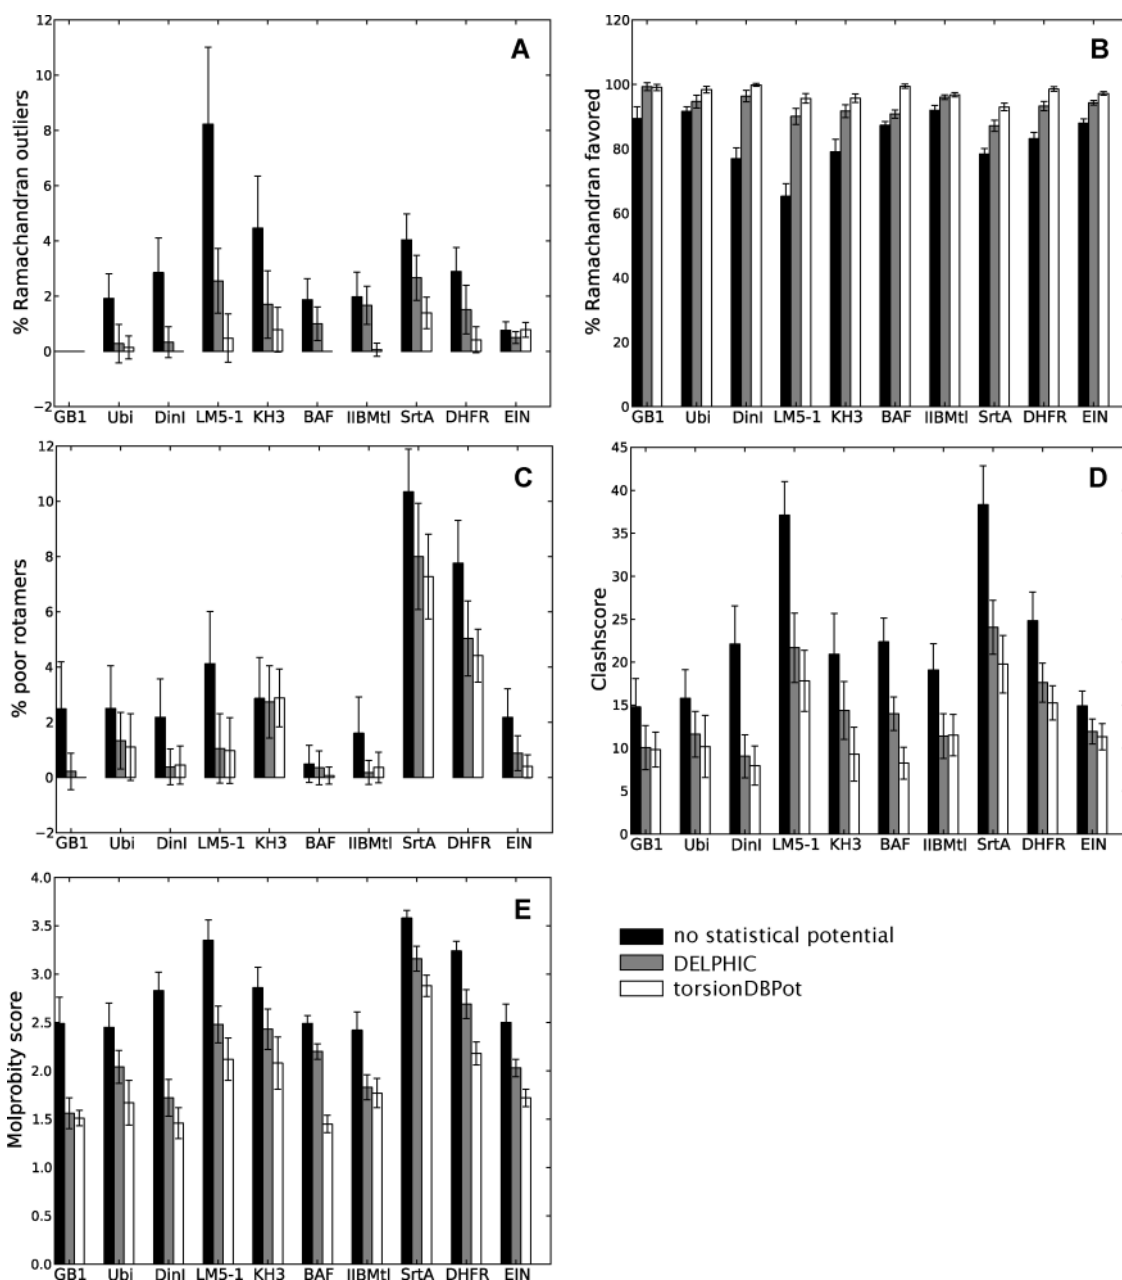 A
% Ramachandran outliers
12
10
8
6
4
2
0
−2
GB1 Ubi DinI LM5-1 KH3 BAF IIBMtl SrtA DHFR EIN
B
% Ramachandran favored
120
100
80
60
40
20
0
GB1 Ubi DinI LM5-1 KH3 BAF IIBMtl SrtA DHFR EIN
C
% poor rotamers
12
10
8
6
4
2
0
−2
GB1 Ubi DinI LM5-1 KH3 BAF IIBMtl SrtA DHFR EIN
D
Clashscore
45
40
35
30
25
20
15
10
5
0
GB1 Ubi DinI LM5-1 KH3 BAF IIBMtl SrtA DHFR EIN
E
Molprobity score
4.0
3.5
3.0
2.5
2.0
1.5
1.0
0.5
0.0
GB1 Ubi DinI LM5-1 KH3 BAF IIBMtl SrtA DHFR EIN
no statistical potential
DELPHIC
torsionDBPot